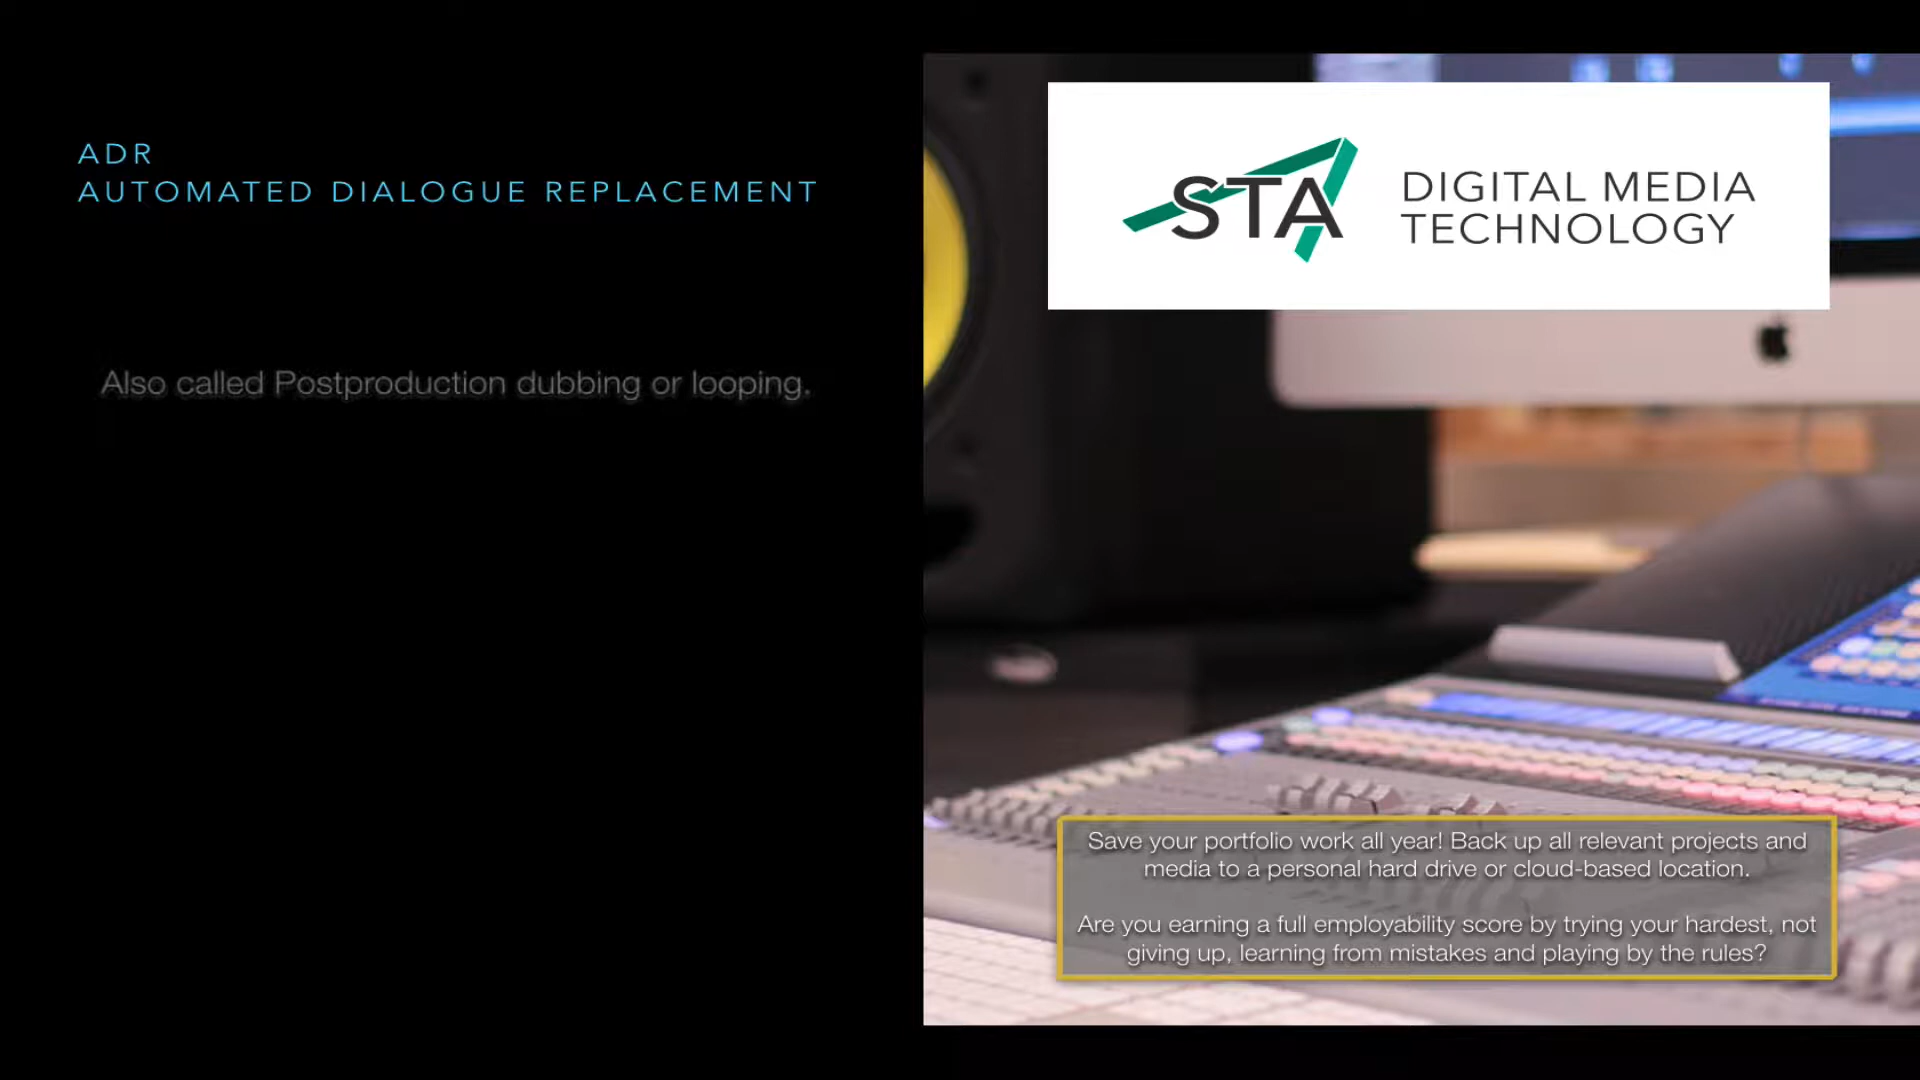 ADR
AUTOMATED DIALOGUE REPLACEMENT
Also called Postproduction dubbing or looping.
STA
DIGITAL MEDIA
TECHNOLOGY
Save your portfolio work all year! Back up all relevant projects and
media to a personal hard drive or cloud-based location.
Are you earning a full employability score by trying your hardest, not
giving up, learning from mistakes and playing by the rules?